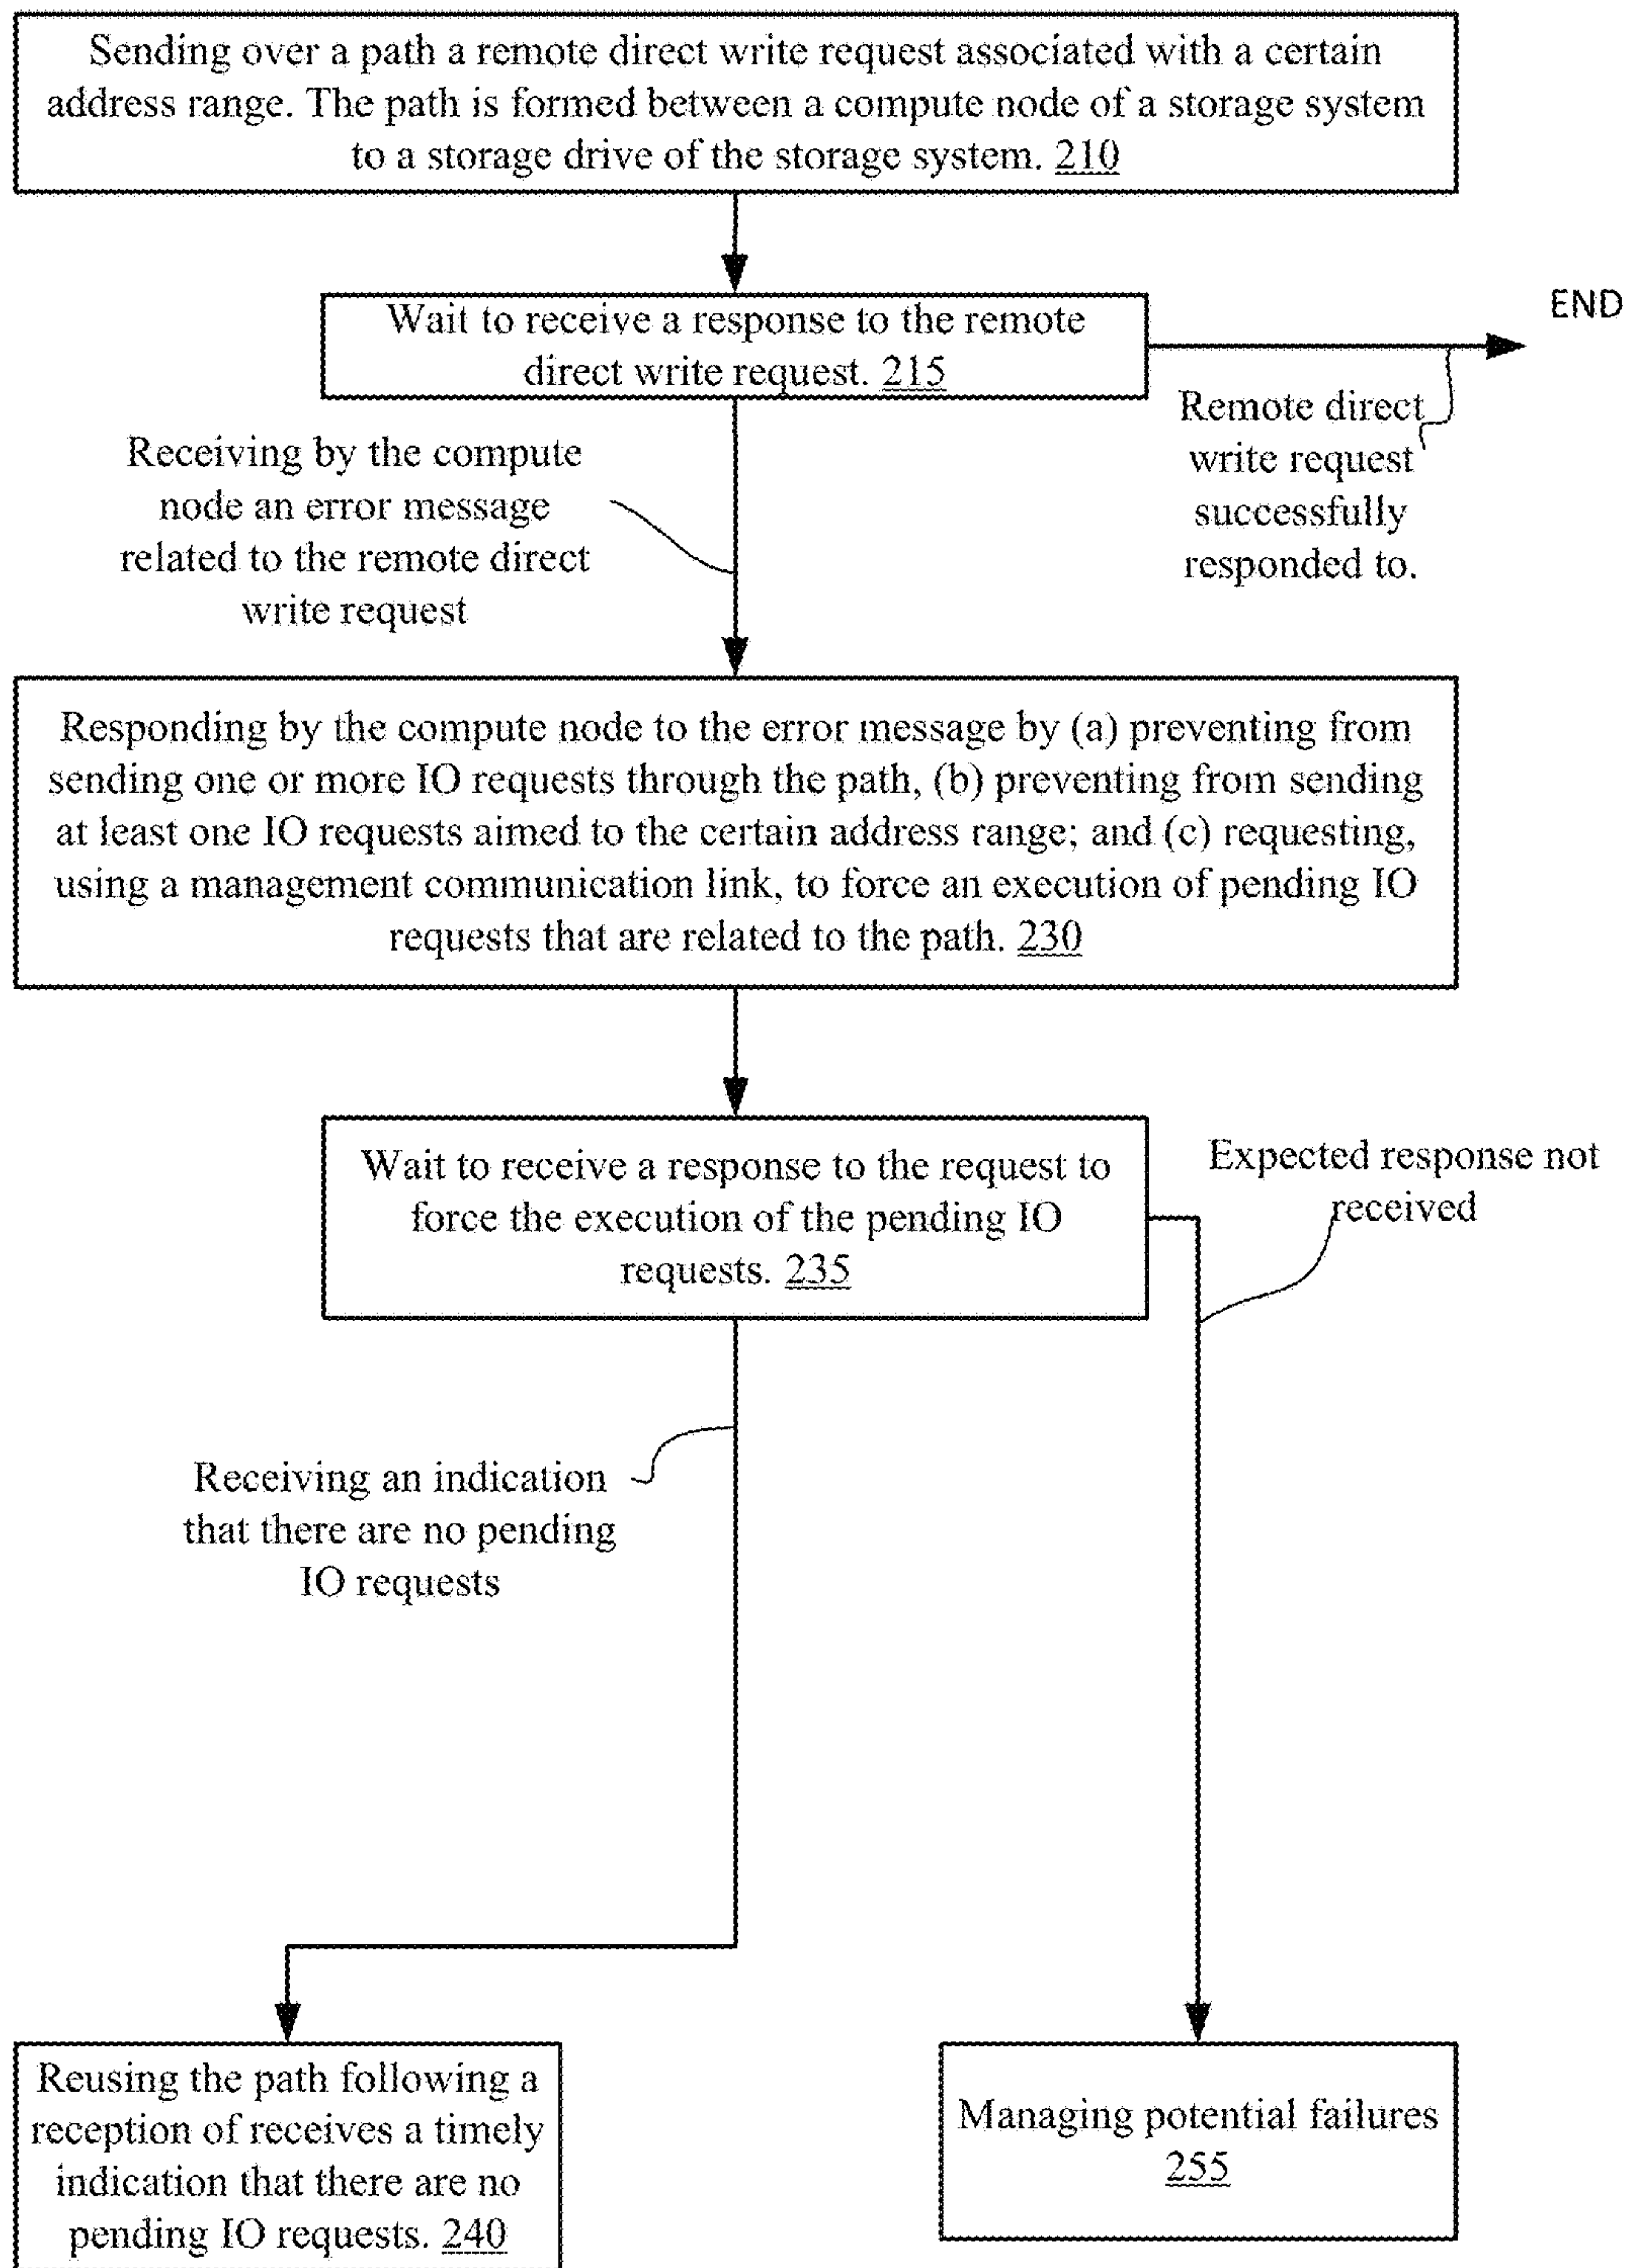 Sending over a path a remote direct write request associated with a certain
address range. The path is formed between a compute node of a storage system
to a storage drive of the storage system. 210
Wait to receive a response to the remote
direct write request. 215
END
Remote direct
write request
successfully
responded to.
Receiving by the compute
node an error message
related to the remote direct
write request
Responding by the compute node to the error message by (a) preventing from
sending one or more IO requests through the path, (b) preventing from sending
at least one IO requests aimed to the certain address range; and (c) requesting,
using a management communication link, to force an execution of pending IO
requests that are related to the path. 230
Wait to receive a response to the request to
force the execution of the pending IO
requests. 235
Expected response not
received
Receiving an indication
that there are no pending
IO requests
Reusing the path following a
reception of receives a timely
indication that there are no
pending IO requests. 240
Managing potential failures
255